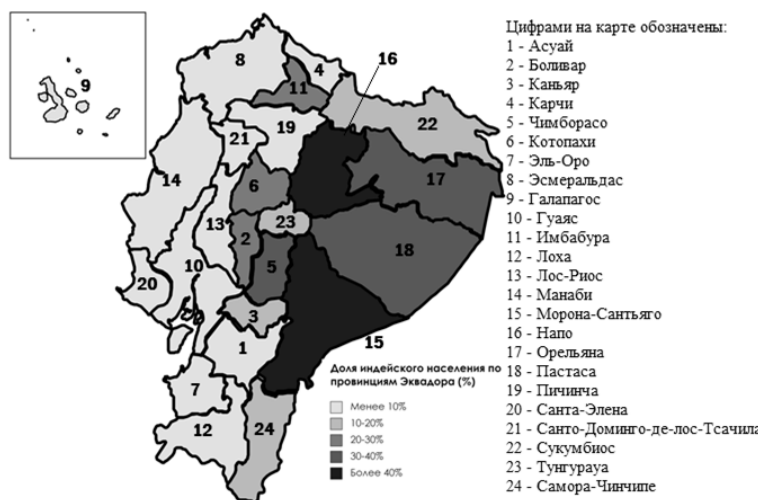 Цифрами на карте обозначены:
1 - Асуай
2 - Боливар
3 - Каньяр
4 - Карчи
5 - Чимборасо
6 - Котопахи
7 - Эль-Оро
8 - Эсмеральдас
9 - Галапагос
10 - Гуаяс
11 - Имбабура
12 - Лоха
13 - Лос-Риос
14 - Манаби
15 - Морона-Сантьяго
16 - Напо
17 - Орельяна
18 - Пастаса
19 - Пичинча
20 - Санта-Элена
21 - Санто-Доминго-де-лос-Тсачила
22 - Сукумбиос
23 - Тунгурауа
24 - Самора-Чинчипе
16
8
4
9
11
22
19
21
17
14
6
13
23
2
18
10
5
20
3
15
1
7
12
24
Доля индейского населения по
провинциям Эквадора (%)
Менее 10%
10-20%
20-30%
30-40%
Более 40%